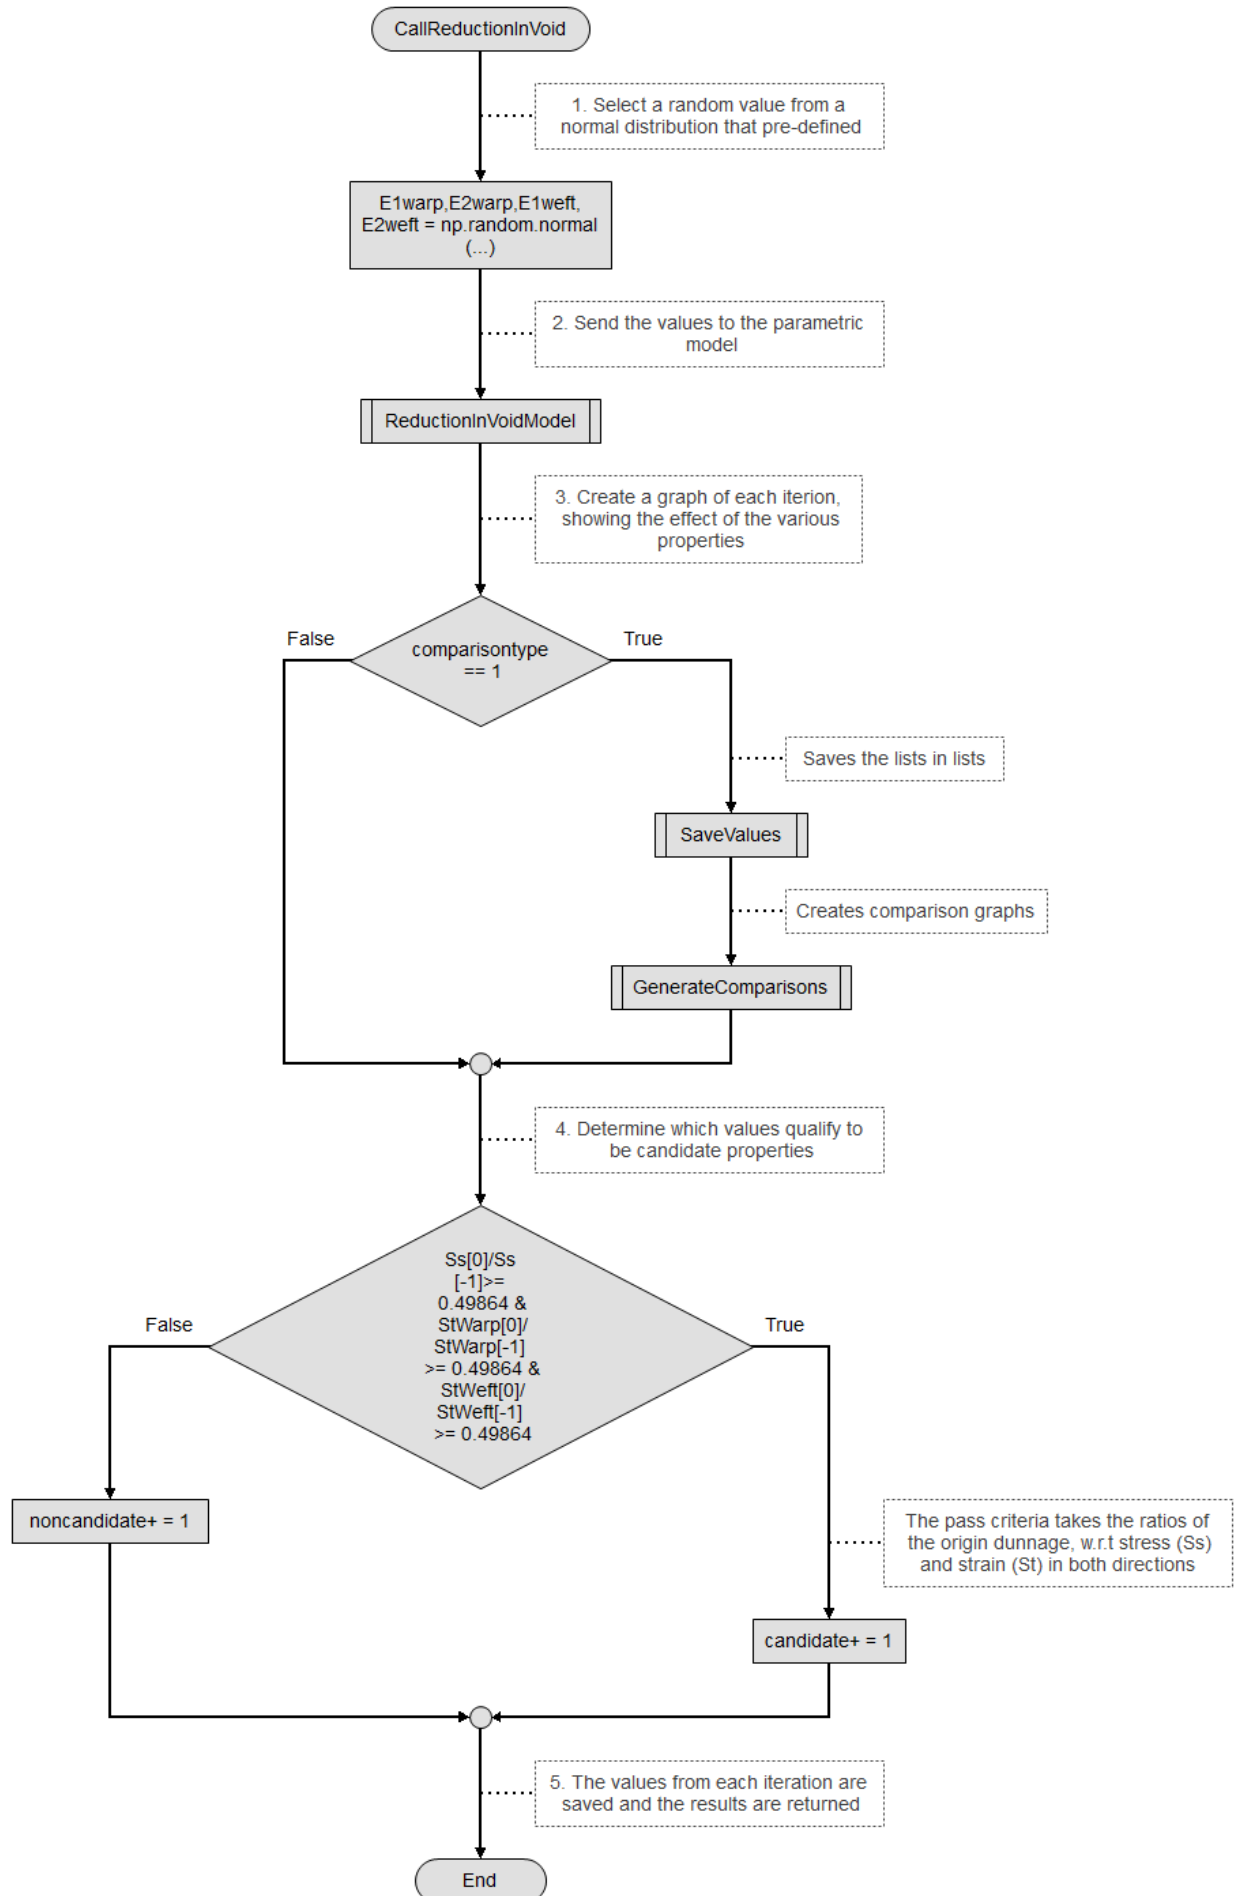 CallReductionInVoid
1. Select a random value from a
normal distribution that pre-defined
E1warp,E2warp,E1weft,
E2weft = np.random.normal
(...)
2. Send the values to the parametric
model
ReductionInVoidModel
3. Create a graph of each iterion,
showing the effect of the various
properties
False
True
comparisontype
== 1
Saves the lists in lists
SaveValues
Creates comparison graphs
GenerateComparisons
4. Determine which values qualify to
be candidate properties
Ss[0]/Ss
[-1]>=
0.49864 &
StWarp[0]/
StWarp[-1]
>= 0.49864 &
StWeft[0]/
StWeft[-1]
>= 0.49864
False
True
noncandidate+ = 1
The pass criteria takes the ratios of
the origin dunnage, w.r.t stress (Ss)
and strain (St) in both directions
candidate+ = 1
5. The values from each iteration are
saved and the results are returned
End